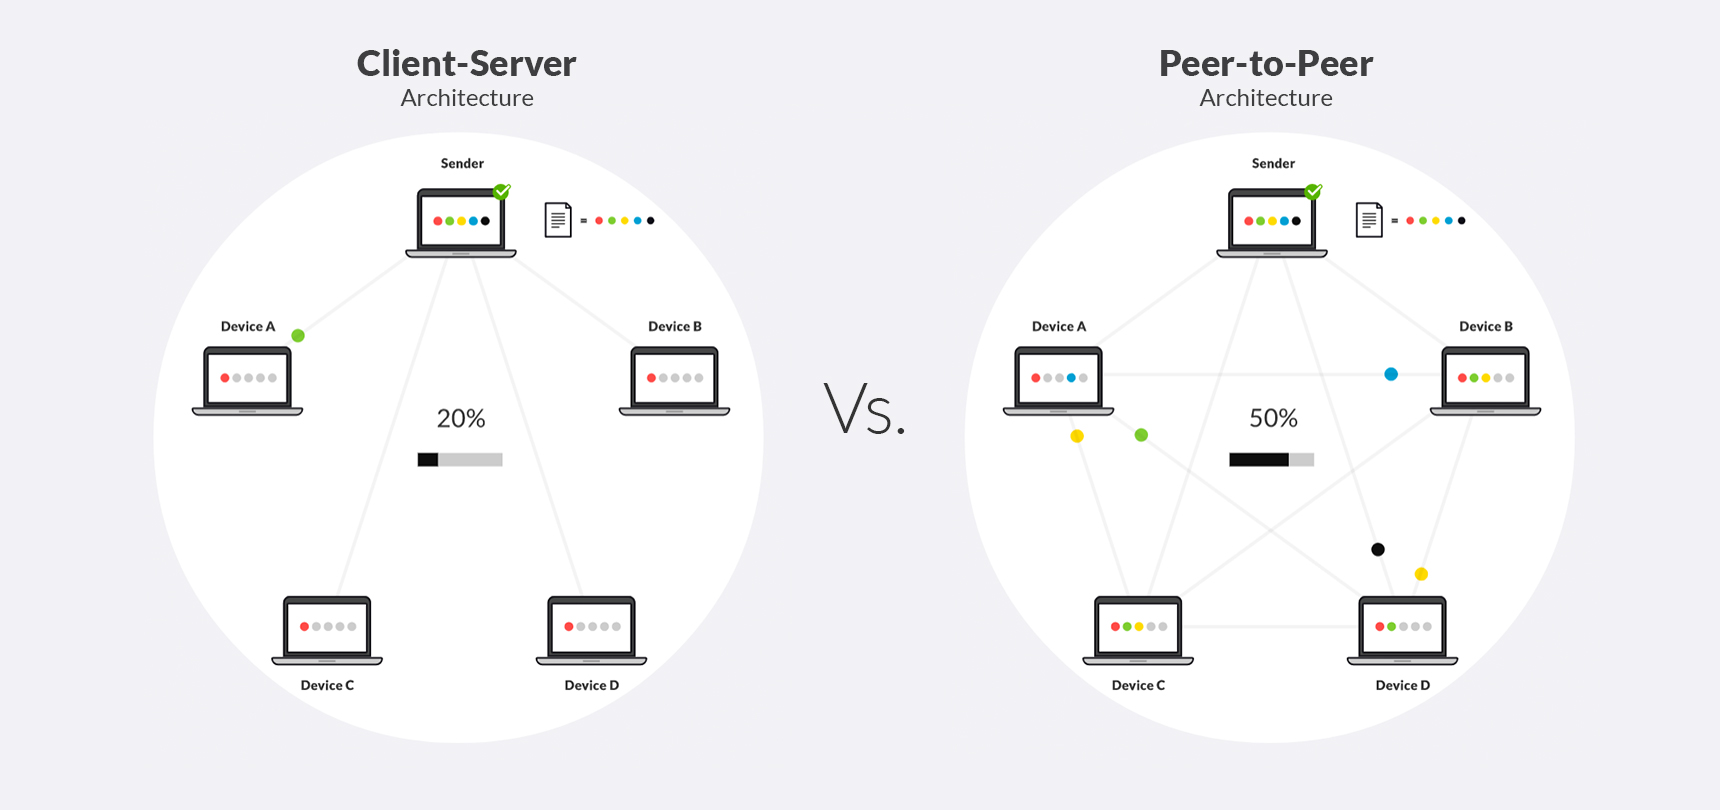 Client-Server
Architecture
Sender
=
Device A
Device B
20%
Device C
Device D
Vs.
Peer-to-Peer
Architecture
Sender
=
Device A
Device B
50%
Device C
Device D